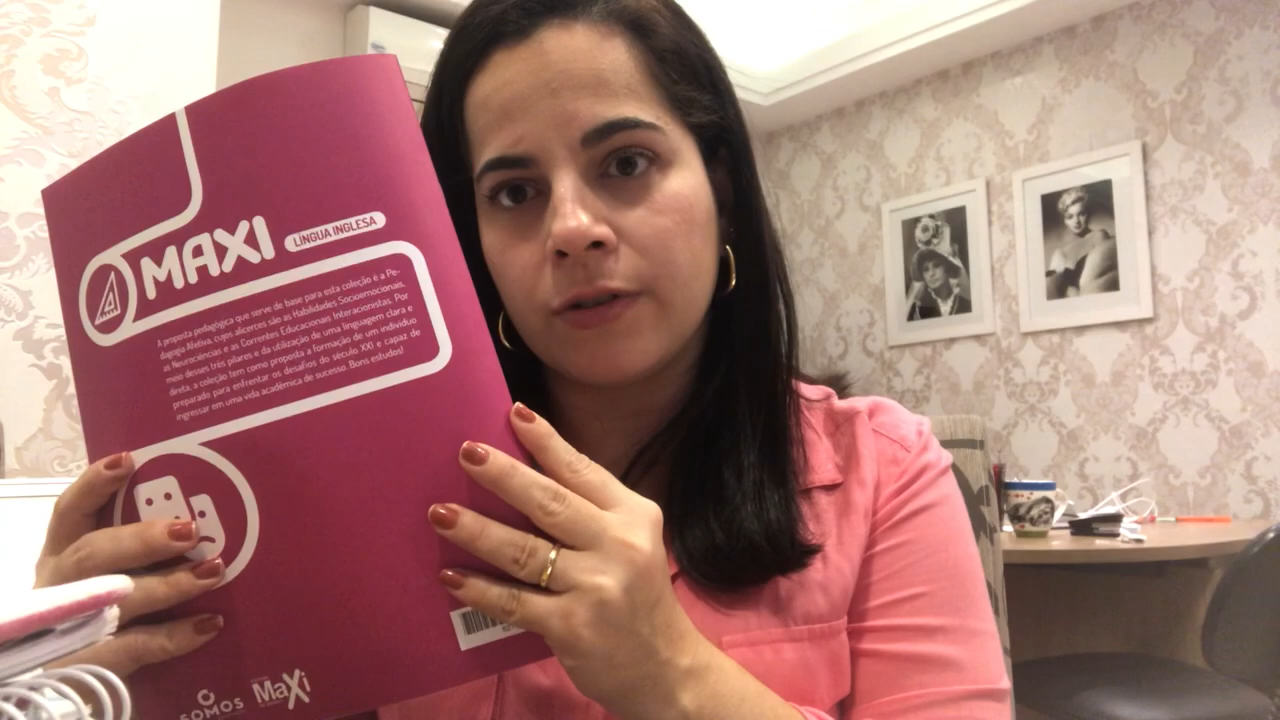 MAXI
LÍNGUA INGLESA
A proposta pedagógica que serve de base para esta coleção é a Pe-
dagogia Afetiva, cujos alicerces são as Habilidades Socioemocionais,
as Neurociências e as Correntes Educacionais Interacionistas. Por
meio desses três pilares e da utilização de uma linguagem clara e
direta, a coleção tem como proposta a formação de um indivíduo
preparado para enfrentar os desafios do século XXI e capaz de
ingressar em uma vida acadêmica de sucesso. Bons estudos!
SOMOS
MaXi